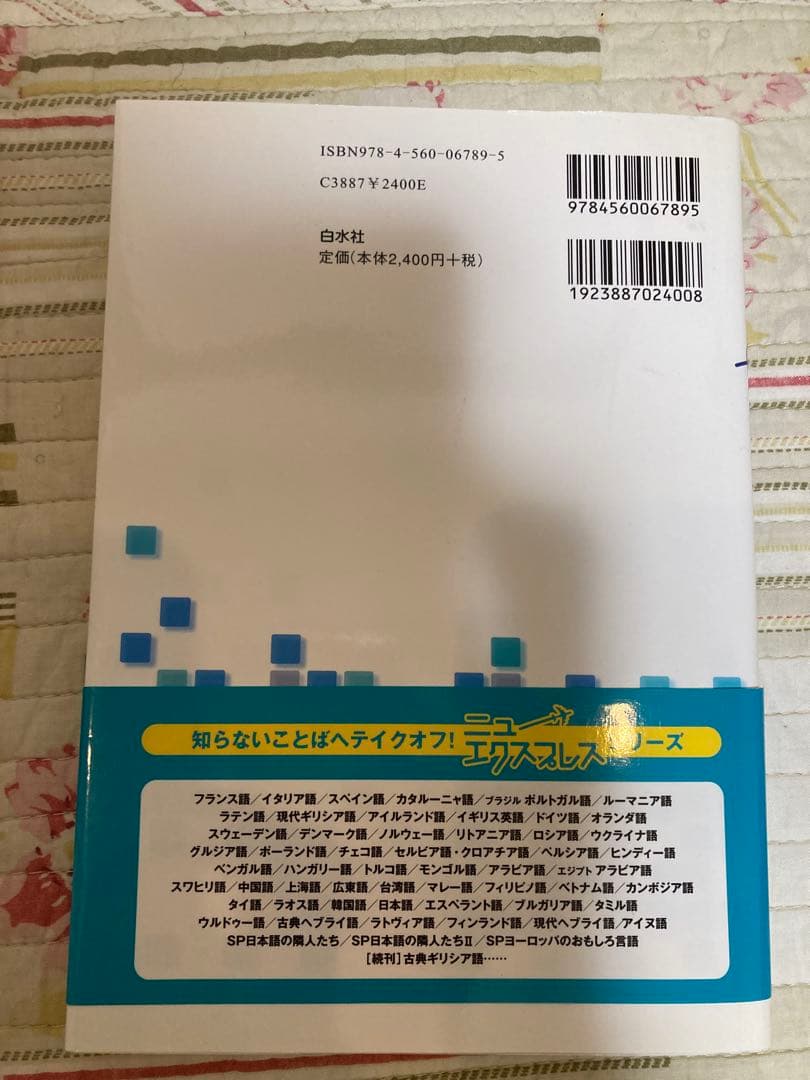 ISBN978-4-560-06789-5
C3887 ¥2400E
白水社
定価(本体2,400円+税)
9784560067895
1923887024008
知らないことばへテイクオフ! ニューエクスプレス シリーズ
フランス語/イタリア語/スペイン語/カタルーニャ語/ブラジル ポルトガル語/ルーマニア語
ラテン語/現代ギリシア語/アイルランド語/イギリス英語/ドイツ語/オランダ語
スウェーデン語/デンマーク語/ノルウェー語/リトアニア語/ロシア語/ウクライナ語
グルジア語/ポーランド語/チェコ語/セルビア語・クロアチア語/ペルシア語/ヒンディー語
ベンガル語/ハンガリー語/トルコ語/モンゴル語/アラビア語/エジプト アラビア語
スワヒリ語/中国語/上海語/広東語/台湾語/マレー語/フィリピノ語/ベトナム語/カンボジア語
タイ語/ラオス語/韓国語/日本語/エスペラント語/ブルガリア語/タミル語
ウルドゥー語/古典ヘブライ語/ラトヴィア語/フィンランド語/現代ヘブライ語/アイヌ語
SP日本語の隣人たち/SP日本語の隣人たちⅡ/SPヨーロッパのおもしろ言語
[続刊]古典ギリシア語……